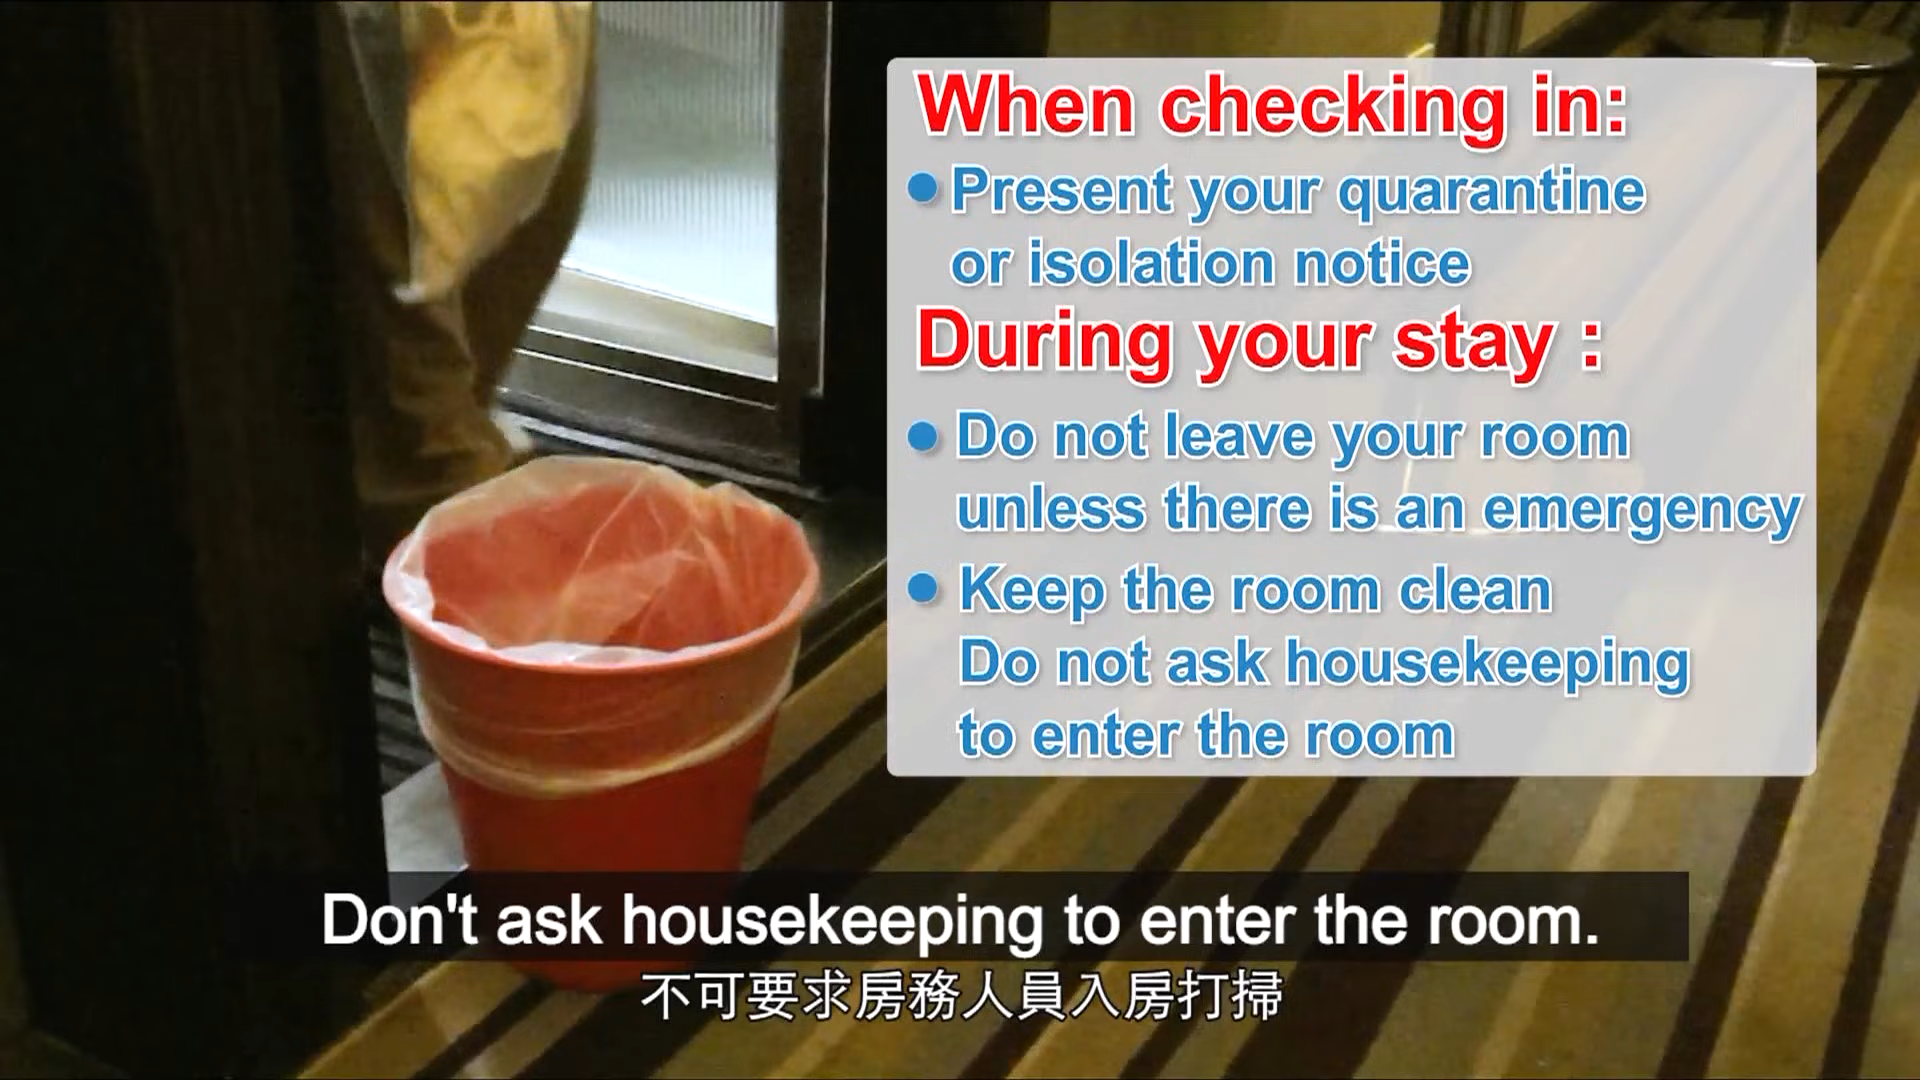 When checking in:
Present your quarantine
or isolation notice
During your stay :
Do not leave your room
unless there is an emergency
Keep the room clean
Do not ask housekeeping
to enter the room
Don't ask housekeeping to enter the room.
不可要求房務人員入房打掃